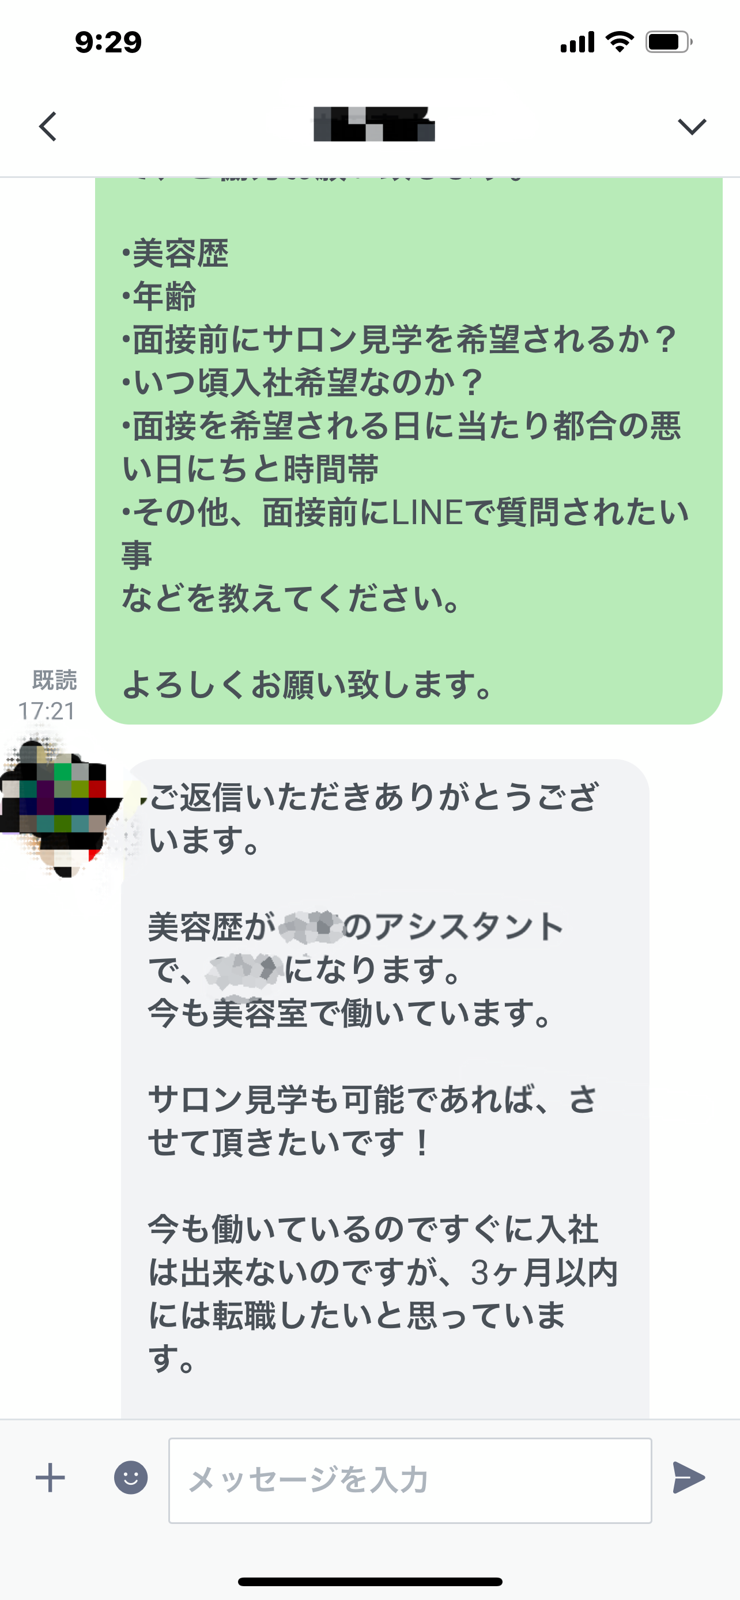 9:29
•美容歴
•年齢
•面接前にサロン見学を希望されるか？
•いつ頃入社希望なのか？
•面接を希望される日に当たり都合の悪
い日にちと時間帯
•その他、面接前にLINEで質問されたい
事
などを教えてください。
よろしくお願い致します。
既読
17:21
ご返信いただきありがとうござ
います。
美容歴が
のアシスタント
で、
になります。
今も美容室で働いています。
サロン見学も可能であれば、さ
せて頂きたいです！
今も働いているのですぐに入社
は出来ないのですが、3ヶ月以内
には転職したいと思っていま
す。
メッセージを入力